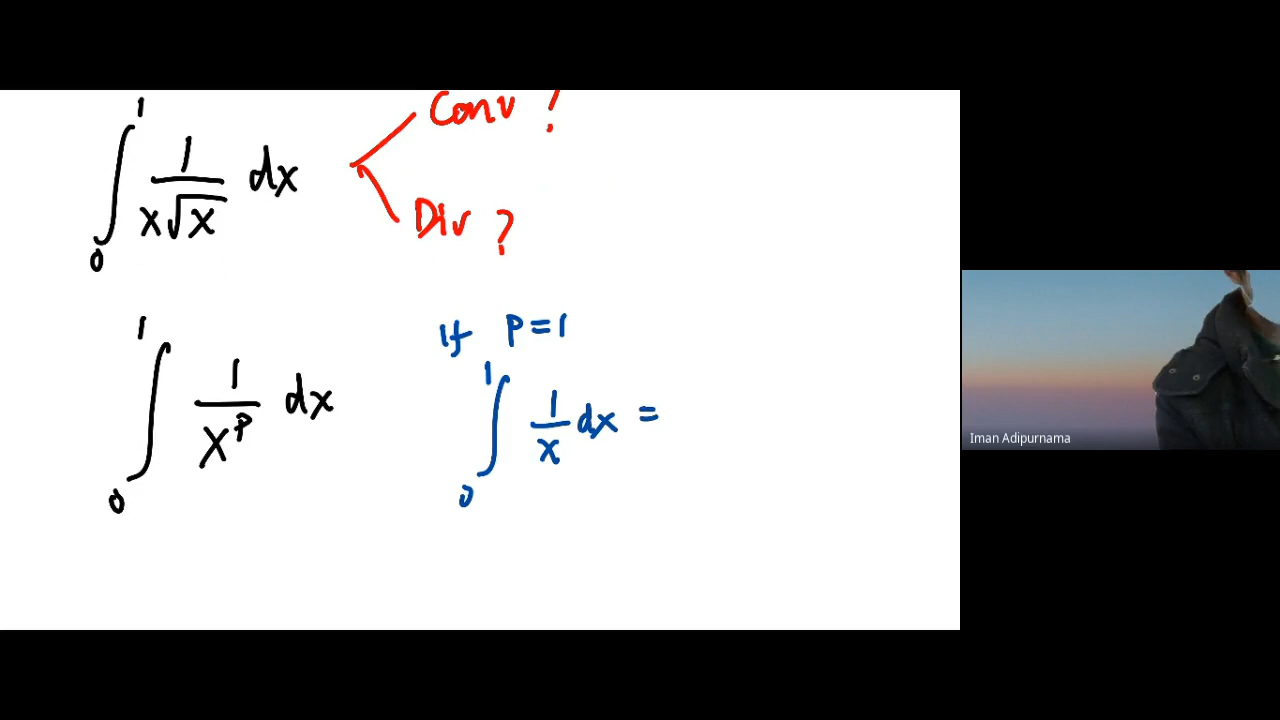 ∫₀¹ 1/(x√x) dx
Conv ?
Div ?
∫₀¹ 1/x^p dx
If p = 1
∫₀¹ 1/x dx =
Iman Adipurnama